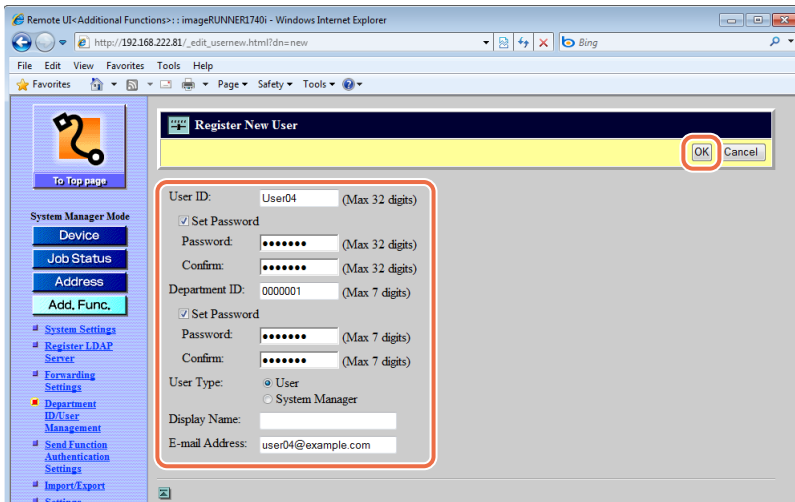 Remote UI<Additional Functions>: : imageRUNNER1740i - Windows Internet Explorer
http://192.168.222.81/_edit_usernew.html?dn=new
Bing
File Edit View Favorites Tools Help
Favorites Page Safety Tools
Register New User
OK Cancel
To Top page
System Manager Mode
Device
Job Status
Address
Add. Func.
System Settings
Register LDAP
Server
Forwarding
Settings
Department
ID/User
Management
Send Function
Authentication
Settings
Import/Export
Settings
User ID: User04 (Max 32 digits)
Set Password
Password: ••••••• (Max 32 digits)
Confirm: ••••••• (Max 32 digits)
Department ID: 0000001 (Max 7 digits)
Set Password
Password: ••••••• (Max 7 digits)
Confirm: ••••••• (Max 7 digits)
User Type: User
System Manager
Display Name:
E-mail Address: user04@example.com